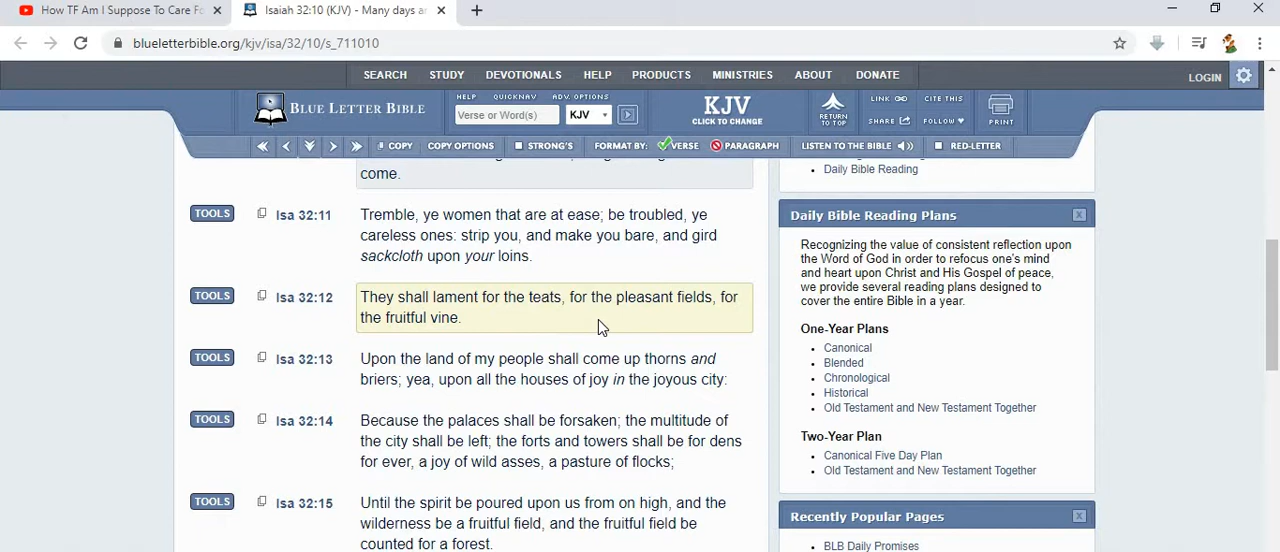 How TF Am I Suppose To Care Fo
Isaiah 32:10 (KJV) - Many days an
blueletterbible.org/kjv/isa/32/10/s_711010
SEARCH STUDY DEVOTIONALS HELP PRODUCTS MINISTRIES ABOUT DONATE LOGIN
BLUE LETTER BIBLE
HELP QUICKNAV ADV. OPTIONS
Verse or Word(s) KJV
KJV
CLICK TO CHANGE
RETURN
TO TOP
LINK CITE THIS
SHARE FOLLOW
PRINT
COPY COPY OPTIONS STRONG'S FORMAT BY: VERSE PARAGRAPH LISTEN TO THE BIBLE RED-LETTER
come.
TOOLS Isa 32:11 Tremble, ye women that are at ease; be troubled, ye
careless ones: strip you, and make you bare, and gird
sackcloth upon your loins.
TOOLS Isa 32:12 They shall lament for the teats, for the pleasant fields, for
the fruitful vine.
TOOLS Isa 32:13 Upon the land of my people shall come up thorns and
briers; yea, upon all the houses of joy in the joyous city:
TOOLS Isa 32:14 Because the palaces shall be forsaken; the multitude of
the city shall be left; the forts and towers shall be for dens
for ever, a joy of wild asses, a pasture of flocks;
TOOLS Isa 32:15 Until the spirit be poured upon us from on high, and the
wilderness be a fruitful field, and the fruitful field be
counted for a forest.
Daily Bible Reading
Daily Bible Reading Plans
Recognizing the value of consistent reflection upon
the Word of God in order to refocus one's mind
and heart upon Christ and His Gospel of peace,
we provide several reading plans designed to
cover the entire Bible in a year.
One-Year Plans
Canonical
Blended
Chronological
Historical
Old Testament and New Testament Together
Two-Year Plan
Canonical Five Day Plan
Old Testament and New Testament Together
Recently Popular Pages
BLB Daily Promises